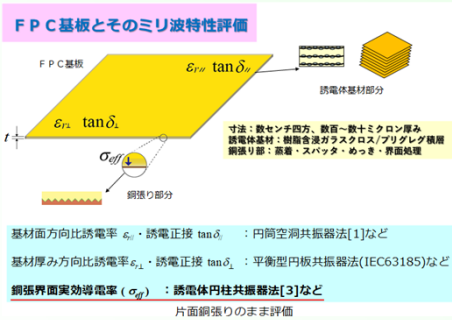 ＦＰＣ基板とそのミリ波特性評価
ＦＰＣ基板
εr// tanδ//
誘電体基材部分
εr⊥ tanδ⊥
t
σeff
銅張り部分
寸法：数センチ四方、数百～数十ミクロン厚み
誘電体基材：樹脂含浸ガラスクロス/プリグレグ積層
銅張り部：蒸着・スパッタ・めっき・界面処理
基材面方向比誘電率 εr//・誘電正接 tanδ// ：円筒空洞共振器法[1]など
基材厚み方向比誘電率εr⊥・誘電正接 tanδ⊥ ：平衡型円板共振器法(IEC63185)など
銅張界面実効導電率 ( σeff ) ：誘電体円柱共振器法[3]など
片面銅張りのまま評価